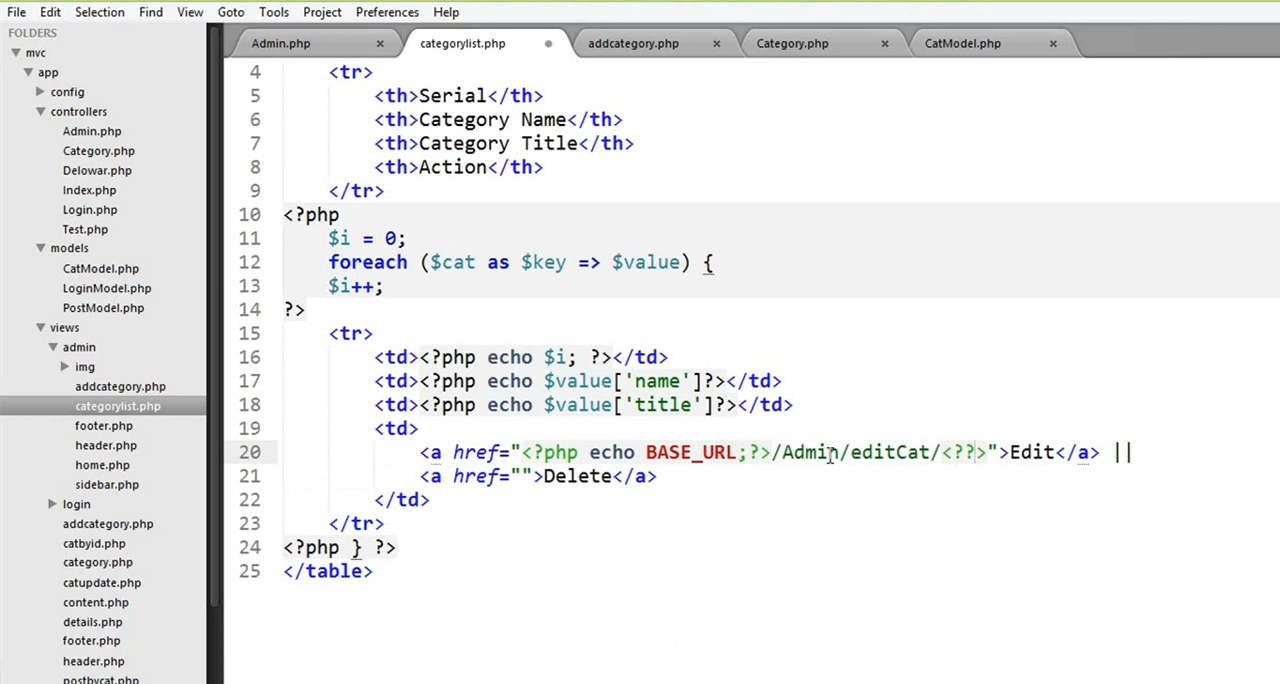 File Edit Selection Find View Goto Tools Project Preferences Help
FOLDERS
mvc
app
config
controllers
Admin.php
Category.php
Delowar.php
Index.php
Login.php
Test.php
models
CatModel.php
LoginModel.php
PostModel.php
views
admin
img
addcategory.php
categorylist.php
footer.php
header.php
home.php
sidebar.php
login
addcategory.php
catbyid.php
category.php
catupdate.php
content.php
details.php
footer.php
header.php
postbycat.php
Admin.php × categorylist.php addcategory.php × Category.php × CatModel.php ×
4 <tr>
5 <th>Serial</th>
6 <th>Category Name</th>
7 <th>Category Title</th>
8 <th>Action</th>
9 </tr>
10 <?php
11 $i = 0;
12 foreach ($cat as $key => $value) {
13 $i++;
14 ?>
15 <tr>
16 <td><?php echo $i; ?></td>
17 <td><?php echo $value['name']?></td>
18 <td><?php echo $value['title']?></td>
19 <td>
20 <a href="<?php echo BASE_URL;?>/Admin/editCat/<??>">Edit</a> ||
21 <a href="">Delete</a>
22 </td>
23 </tr>
24 <?php } ?>
25 </table>